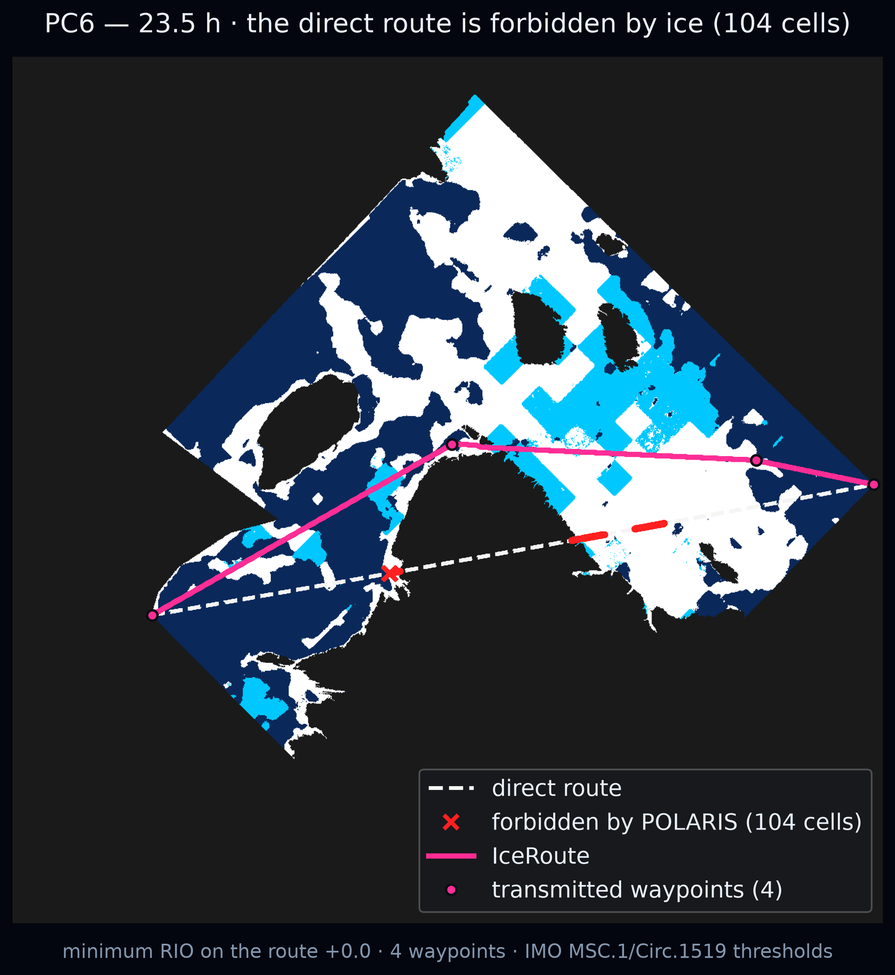 PC6 — 23.5 h · the direct route is forbidden by ice (104 cells)
direct route
forbidden by POLARIS (104 cells)
IceRoute
transmitted waypoints (4)
minimum RIO on the route +0.0 · 4 waypoints · IMO MSC.1/Circ.1519 thresholds